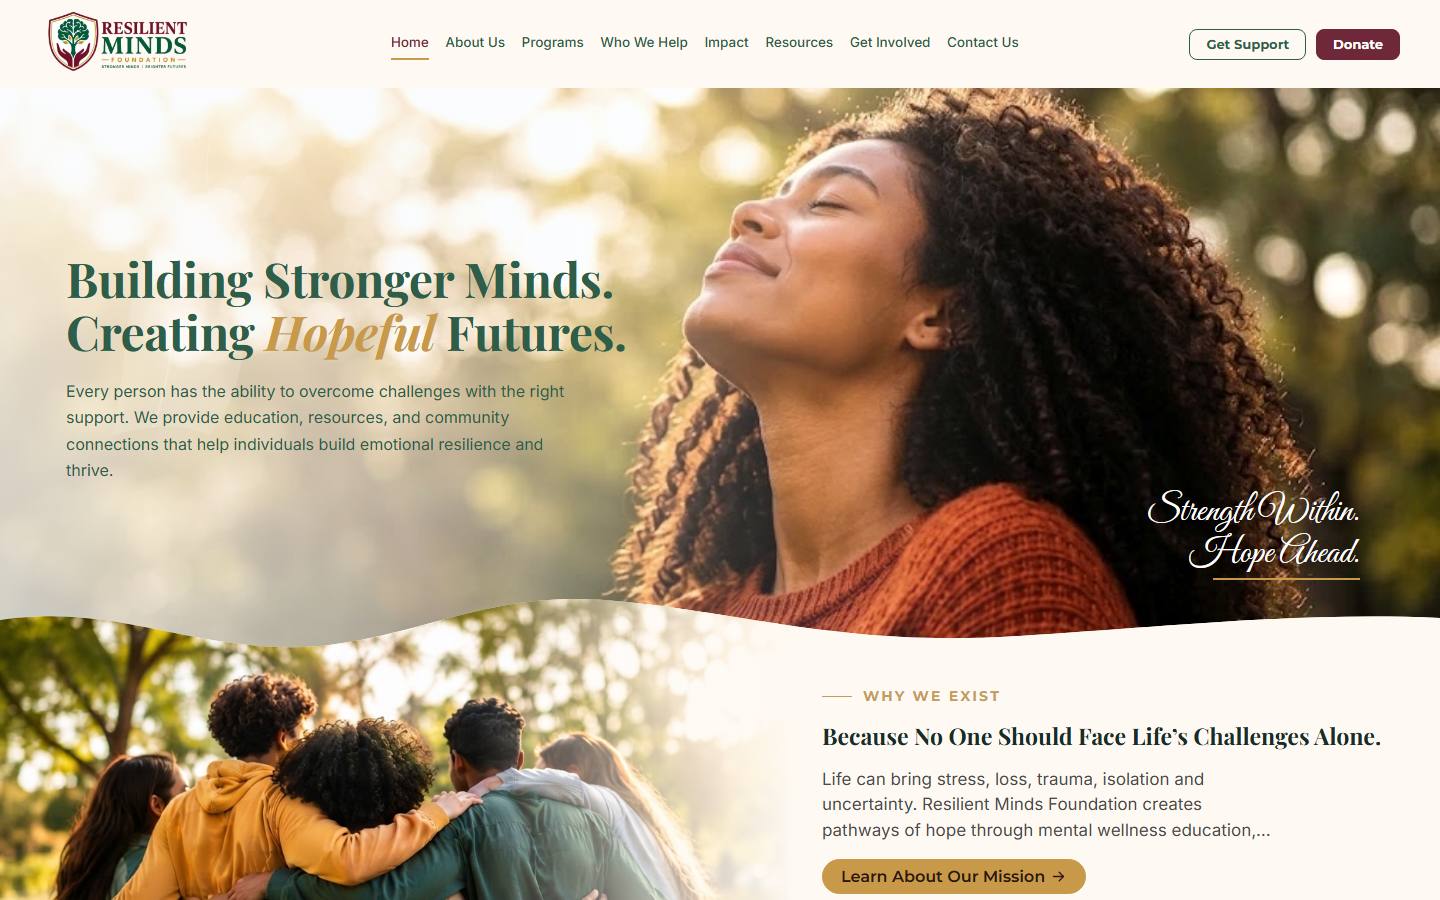 RESILIENT
MINDS
FOUNDATION
STRONGER MINDS | BRIGHTER FUTURES
Home About Us Programs Who We Help Impact Resources Get Involved Contact Us
Get Support Donate
Building Stronger Minds.
Creating Hopeful Futures.
Every person has the ability to overcome challenges with the right
support. We provide education, resources, and community
connections that help individuals build emotional resilience and
thrive.
Strength Within.
Hope Ahead.
WHY WE EXIST
Because No One Should Face Life’s Challenges Alone.
Life can bring stress, loss, trauma, isolation and
uncertainty. Resilient Minds Foundation creates
pathways of hope through mental wellness education,...
Learn About Our Mission →